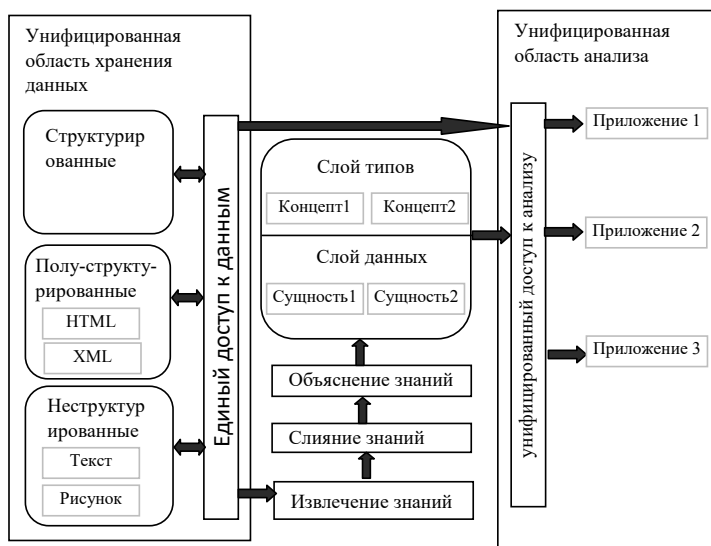 Унифицированная
область хранения
данных
Структурир
ованные
Полу-структу-
рированные
HTML
XML
Неструктур
ированные
Текст
Рисунок
Единый доступ к данным
Слой типов
Концепт1
Концепт2
Слой данных
Сущность1
Сущность2
Объяснение знаний
Слияние знаний
Извлечение знаний
Унифицированная
область анализа
унифицированный доступ к анализу
Приложение 1
Приложение 2
Приложение 3